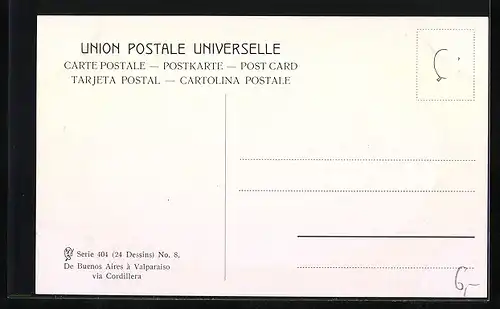 UNION POSTALE UNIVERSELLE
CARTE POSTALE — POSTKARTE — POST CARD
TARJETA POSTAL — CARTOLINA POSTALE
Serie 404 (24 Dessins) No. 8.
De Buenos Aires à Valparaiso
via Cordillera
6,-